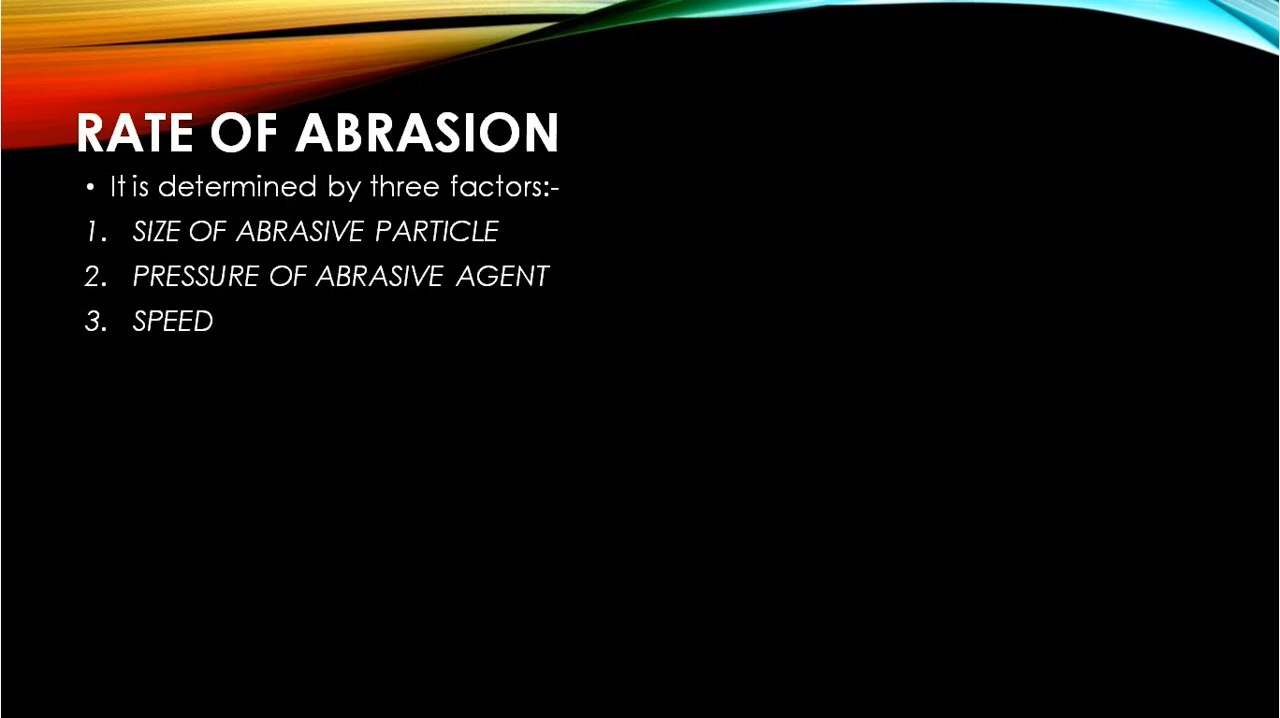 RATE OF ABRASION
• It is determined by three factors:-
1. SIZE OF ABRASIVE PARTICLE
2. PRESSURE OF ABRASIVE AGENT
3. SPEED